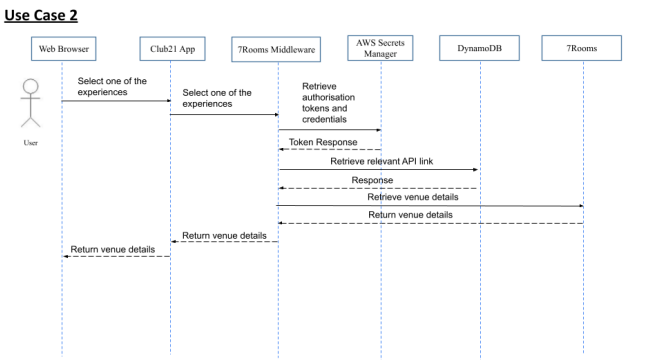 Use Case 2
Web Browser
Club21 App
7Rooms Middleware
AWS Secrets
Manager
DynamoDB
7Rooms
Select one of the
experiences
Select one of the
experiences
Retrieve
authorisation
tokens and
credentials
User
Token Response
Retrieve relevant API link
Response
Retrieve venue details
Return venue details
Return venue details
Return venue details